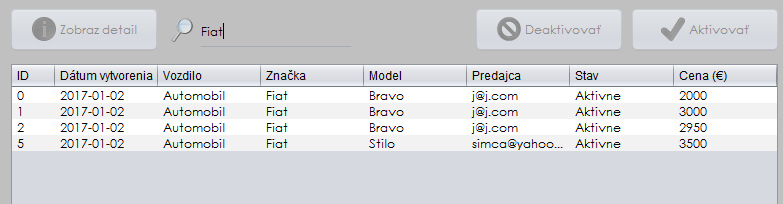 Zobraz detail Fiat Deaktivovať Aktivovať
ID Dátum vytvorenia Vozdilo Značka Model Predajca Stav Cena (€)
0 2017-01-02 Automobil Fiat Bravo j@j.com Aktivne 2000
1 2017-01-02 Automobil Fiat Bravo j@j.com Aktivne 3000
2 2017-01-02 Automobil Fiat Bravo j@j.com Aktivne 2950
5 2017-01-02 Automobil Fiat Stilo simca@yahoo... Aktivne 3500